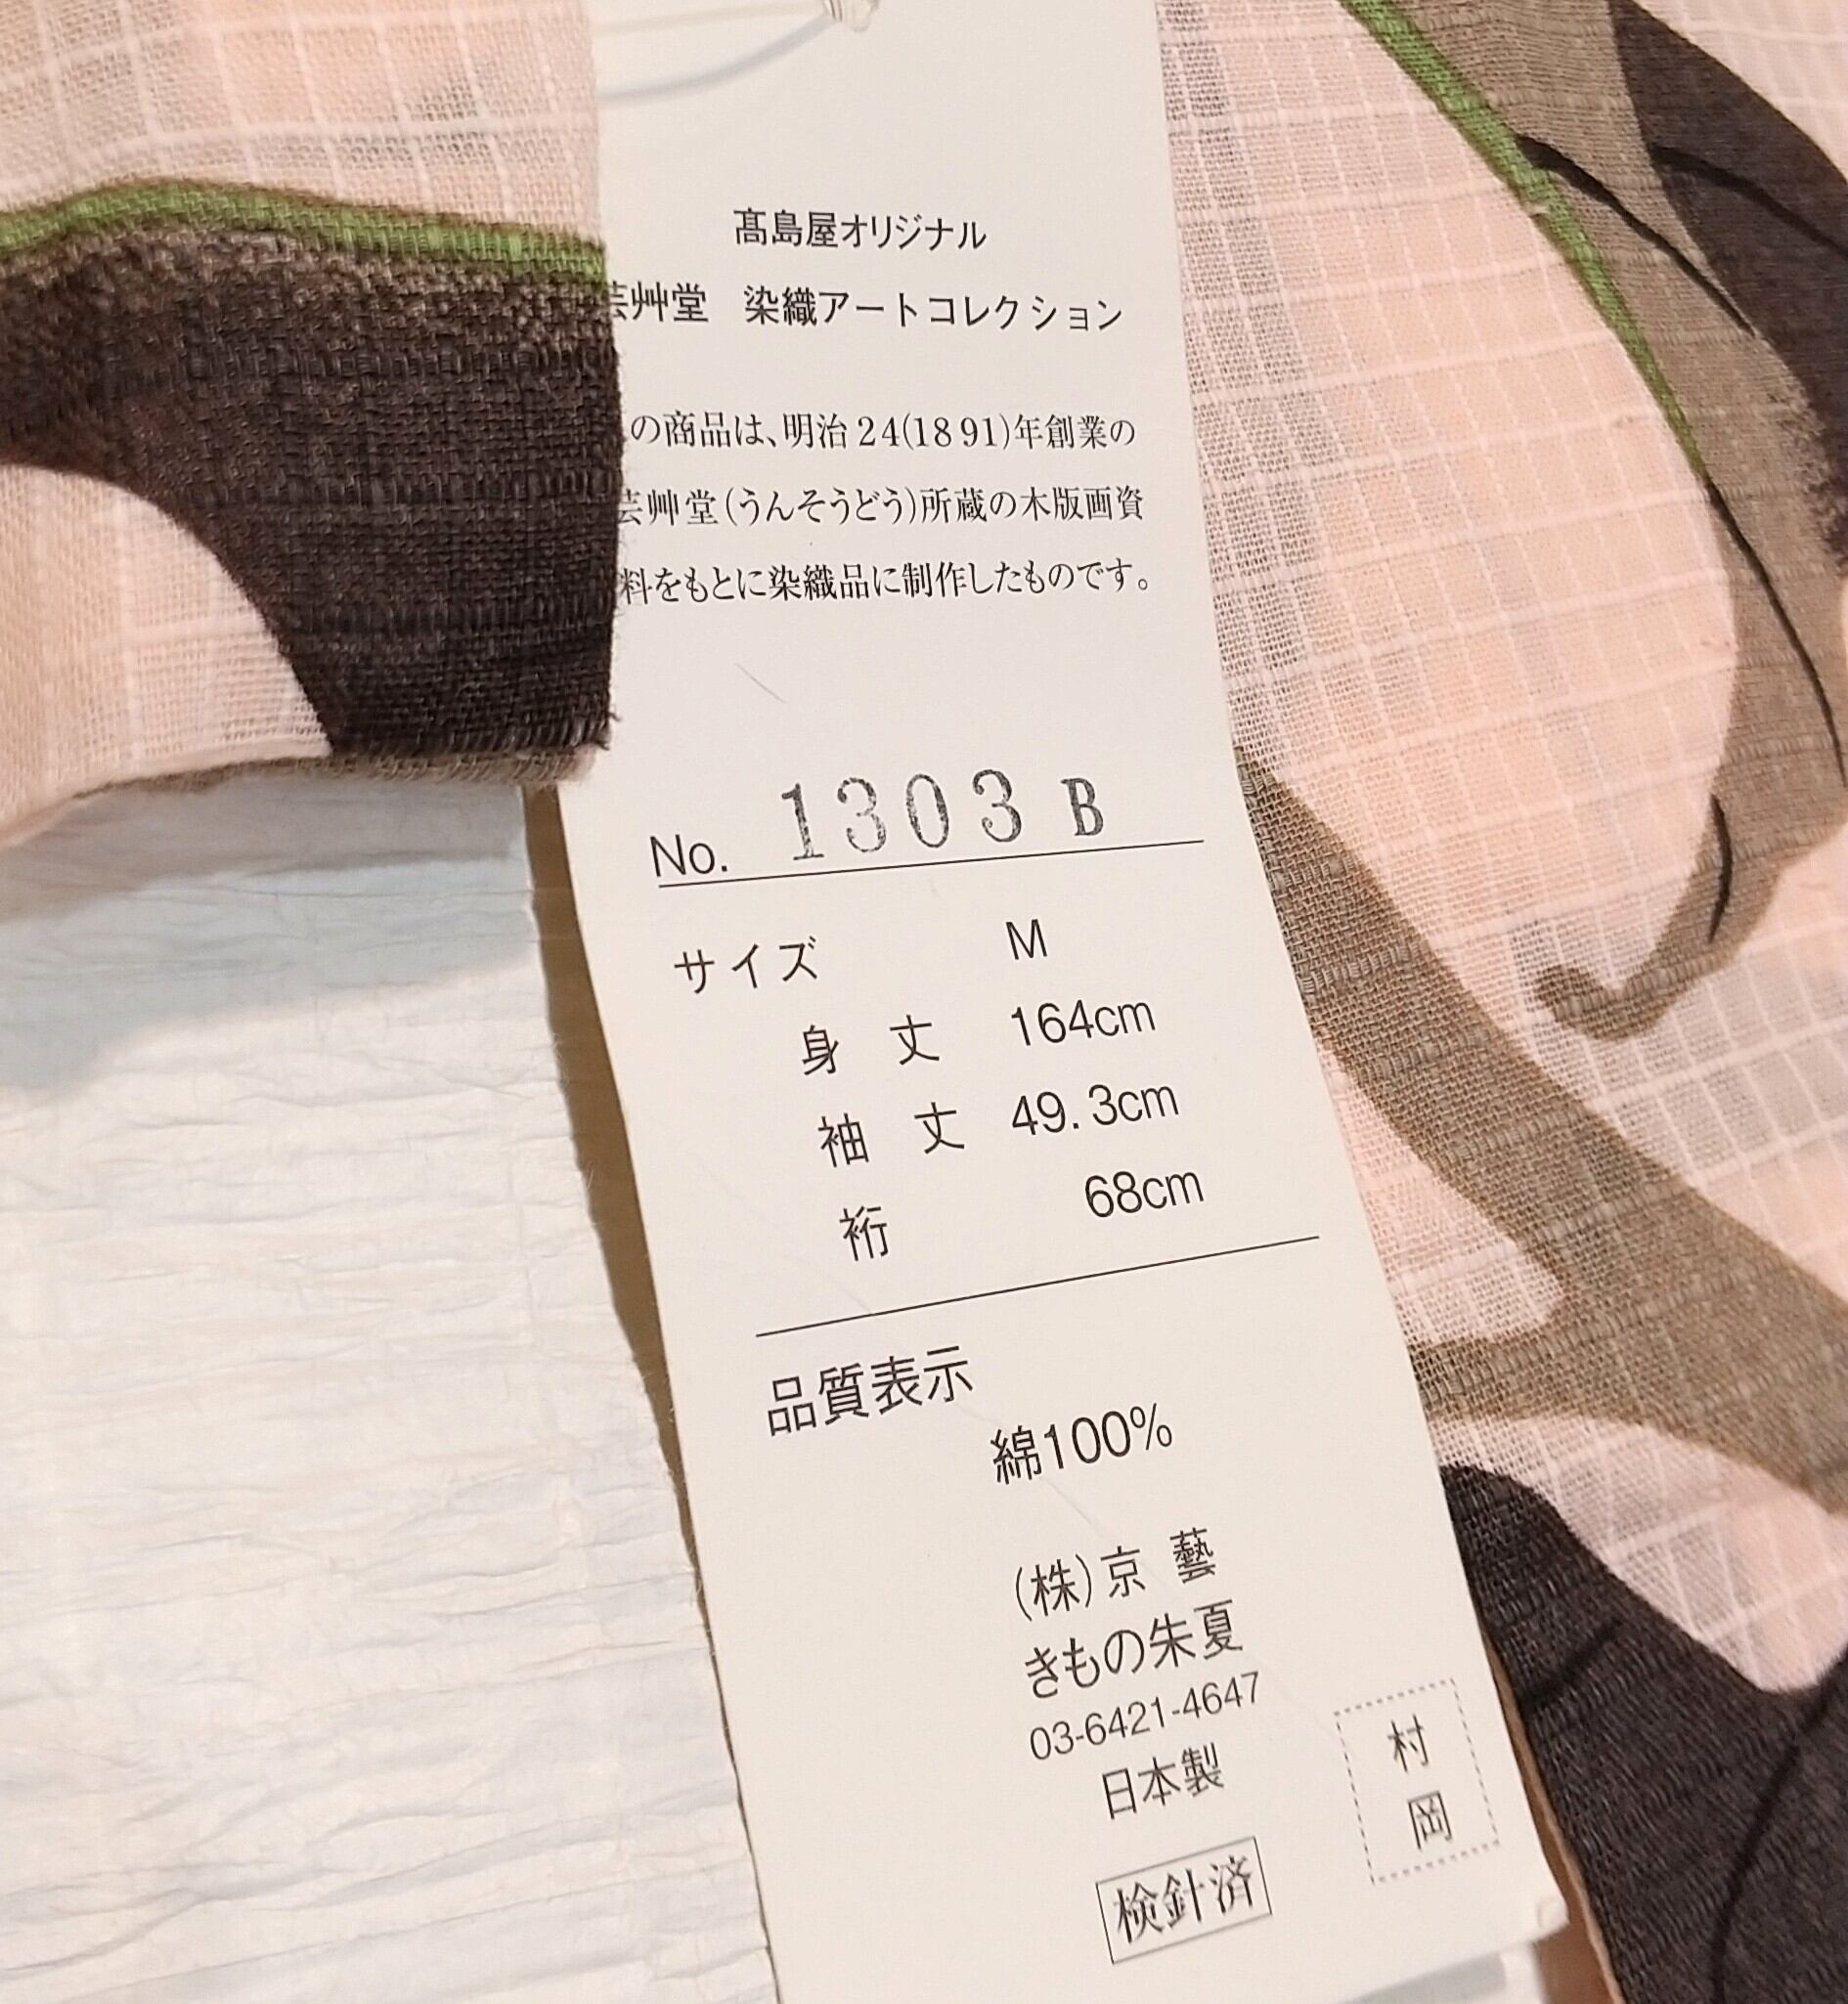 髙島屋オリジナル
芸艸堂 染織アートコレクション
の商品は、明治24(1891)年創業の
芸艸堂(うんそうどう)所蔵の木版画資
料をもとに染織品に制作したものです。
No. 1303 B
サイズ M
身丈 164cm
袖丈 49.3cm
裄 68cm
品質表示
綿100%
(株)京藝
きもの朱夏
03-6421-4647
日本製
村岡
検針済